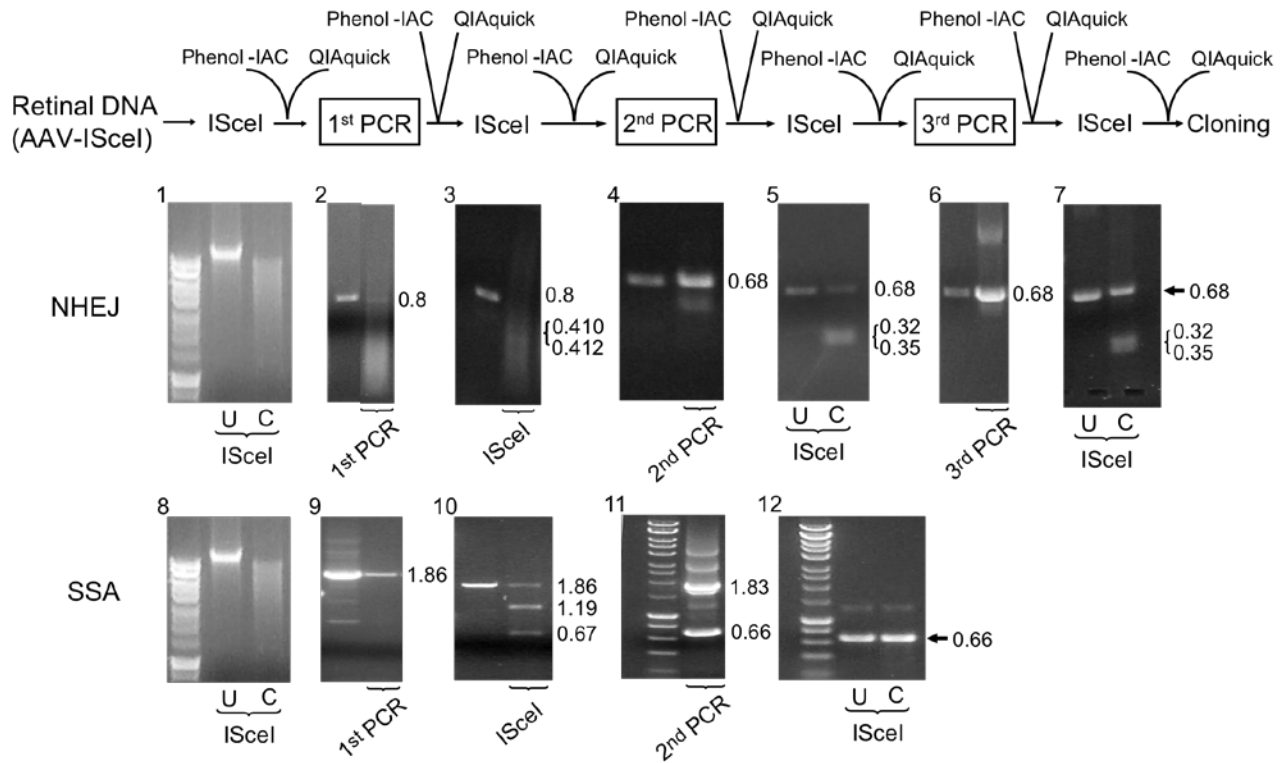 Phenol -IAC QIAquick Phenol -IAC QIAquick Phenol -IAC QIAquick
Phenol -IAC QIAquick Phenol -IAC QIAquick Phenol -IAC QIAquick Phenol -IAC QIAquick
Retinal DNA
(AAV-ISceI)
ISceI 1st PCR ISceI 2nd PCR ISceI 3rd PCR ISceI Cloning
1 2 3 4 5 6 7
NHEJ
0.8
0.8
0.410
0.412
0.68
0.68
0.32
0.35
0.68
0.68
0.32
0.35
U C
ISceI
1st PCR
ISceI
2nd PCR
U C
ISceI
3rd PCR
U C
ISceI
8 9 10 11 12
SSA
1.86
1.86
1.19
0.67
1.83
0.66
0.66
U C
ISceI
1st PCR
ISceI
2nd PCR
U C
ISceI